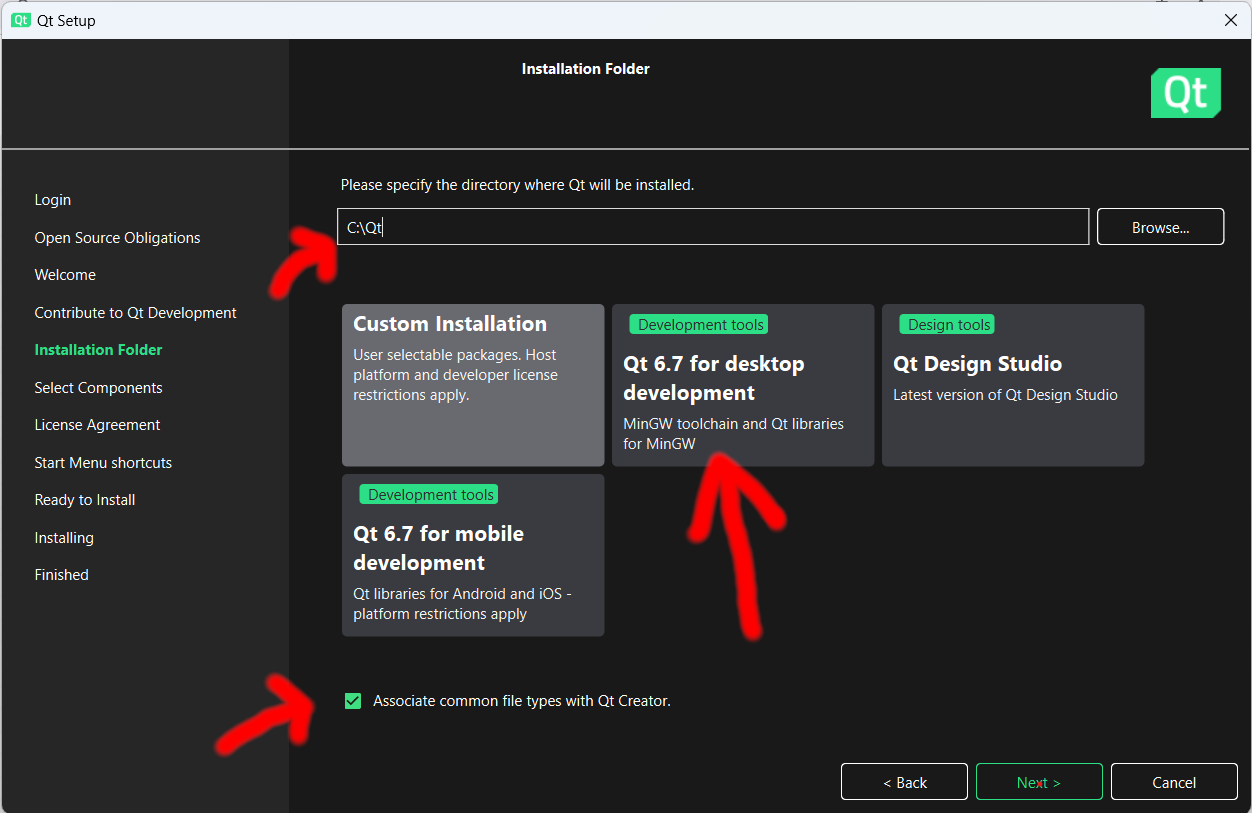 Qt Qt Setup
Installation Folder
Qt
Login
Open Source Obligations
Welcome
Contribute to Qt Development
Installation Folder
Select Components
License Agreement
Start Menu shortcuts
Ready to Install
Installing
Finished
Please specify the directory where Qt will be installed.
C:\Qt
Browse...
Custom Installation
User selectable packages. Host
platform and developer license
restrictions apply.
Development tools
Qt 6.7 for desktop
development
MinGW toolchain and Qt libraries
for MinGW
Design tools
Qt Design Studio
Latest version of Qt Design Studio
Development tools
Qt 6.7 for mobile
development
Qt libraries for Android and iOS -
platform restrictions apply
Associate common file types with Qt Creator.
< Back
Next >
Cancel